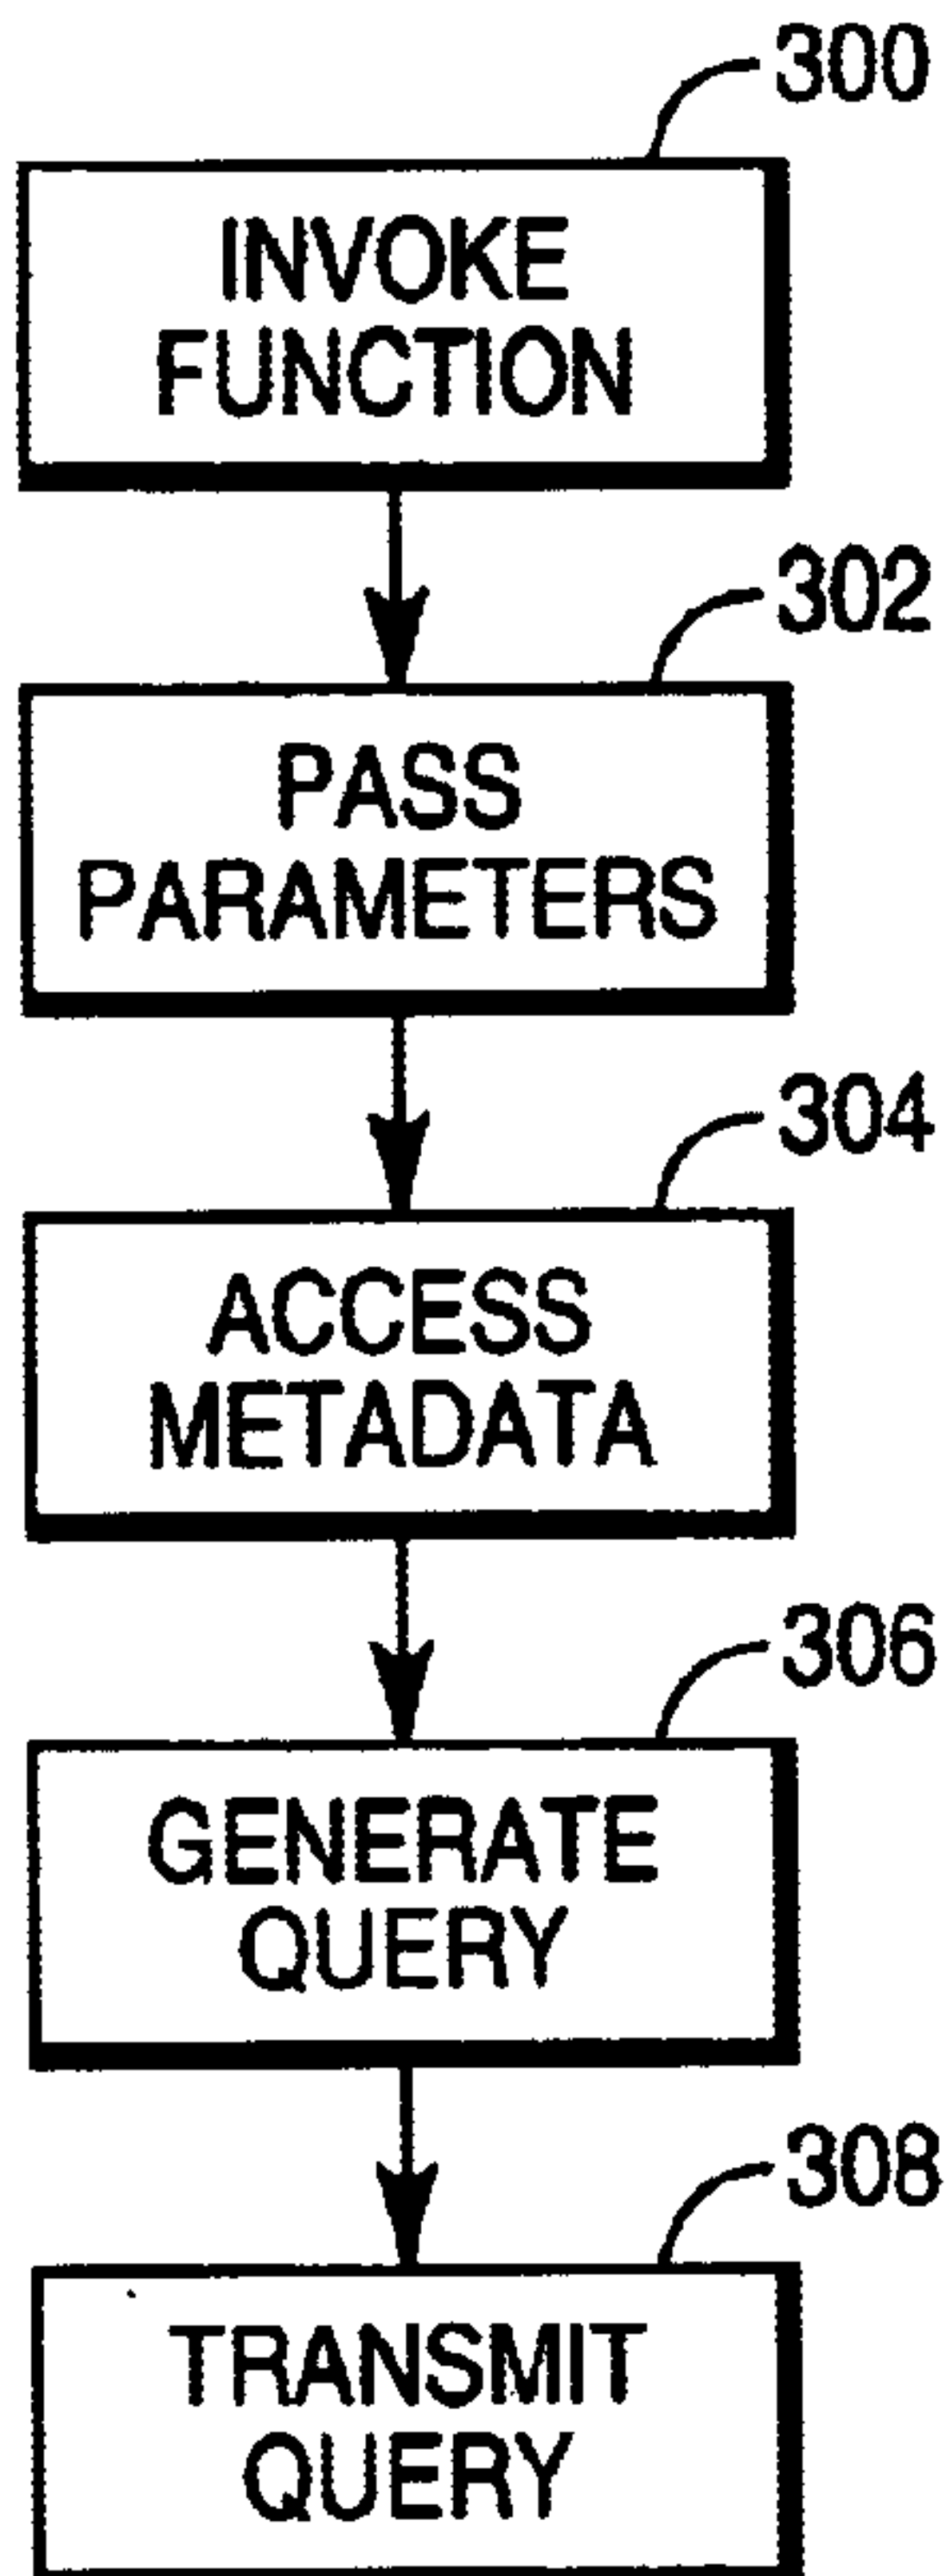 300
INVOKE
FUNCTION
302
PASS
PARAMETERS
304
ACCESS
METADATA
306
GENERATE
QUERY
308
TRANSMIT
QUERY